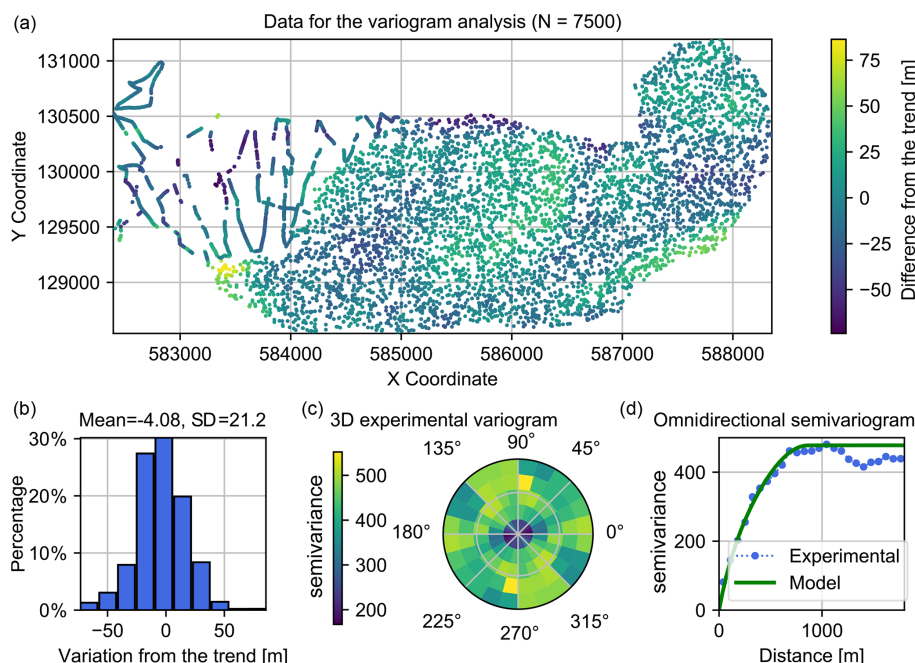 (a)
Data for the variogram analysis (N = 7500)
131000
130500
130000
129500
129000
Y Coordinate
583000 584000 585000 586000 587000 588000
X Coordinate
75
50
25
0
−25
−50
Difference from the trend [m]
(b)
Mean=-4.08, SD=21.2
30%
20%
10%
0%
Percentage
−50 0 50
Variation from the trend [m]
(c)
3D experimental variogram
500
400
300
200
semivariance
90°
135° 45°
180° 0°
225° 315°
270°
(d)
Omnidirectional semivariogram
400
200
0
semivariance
Experimental
Model
0 1000
Distance [m]